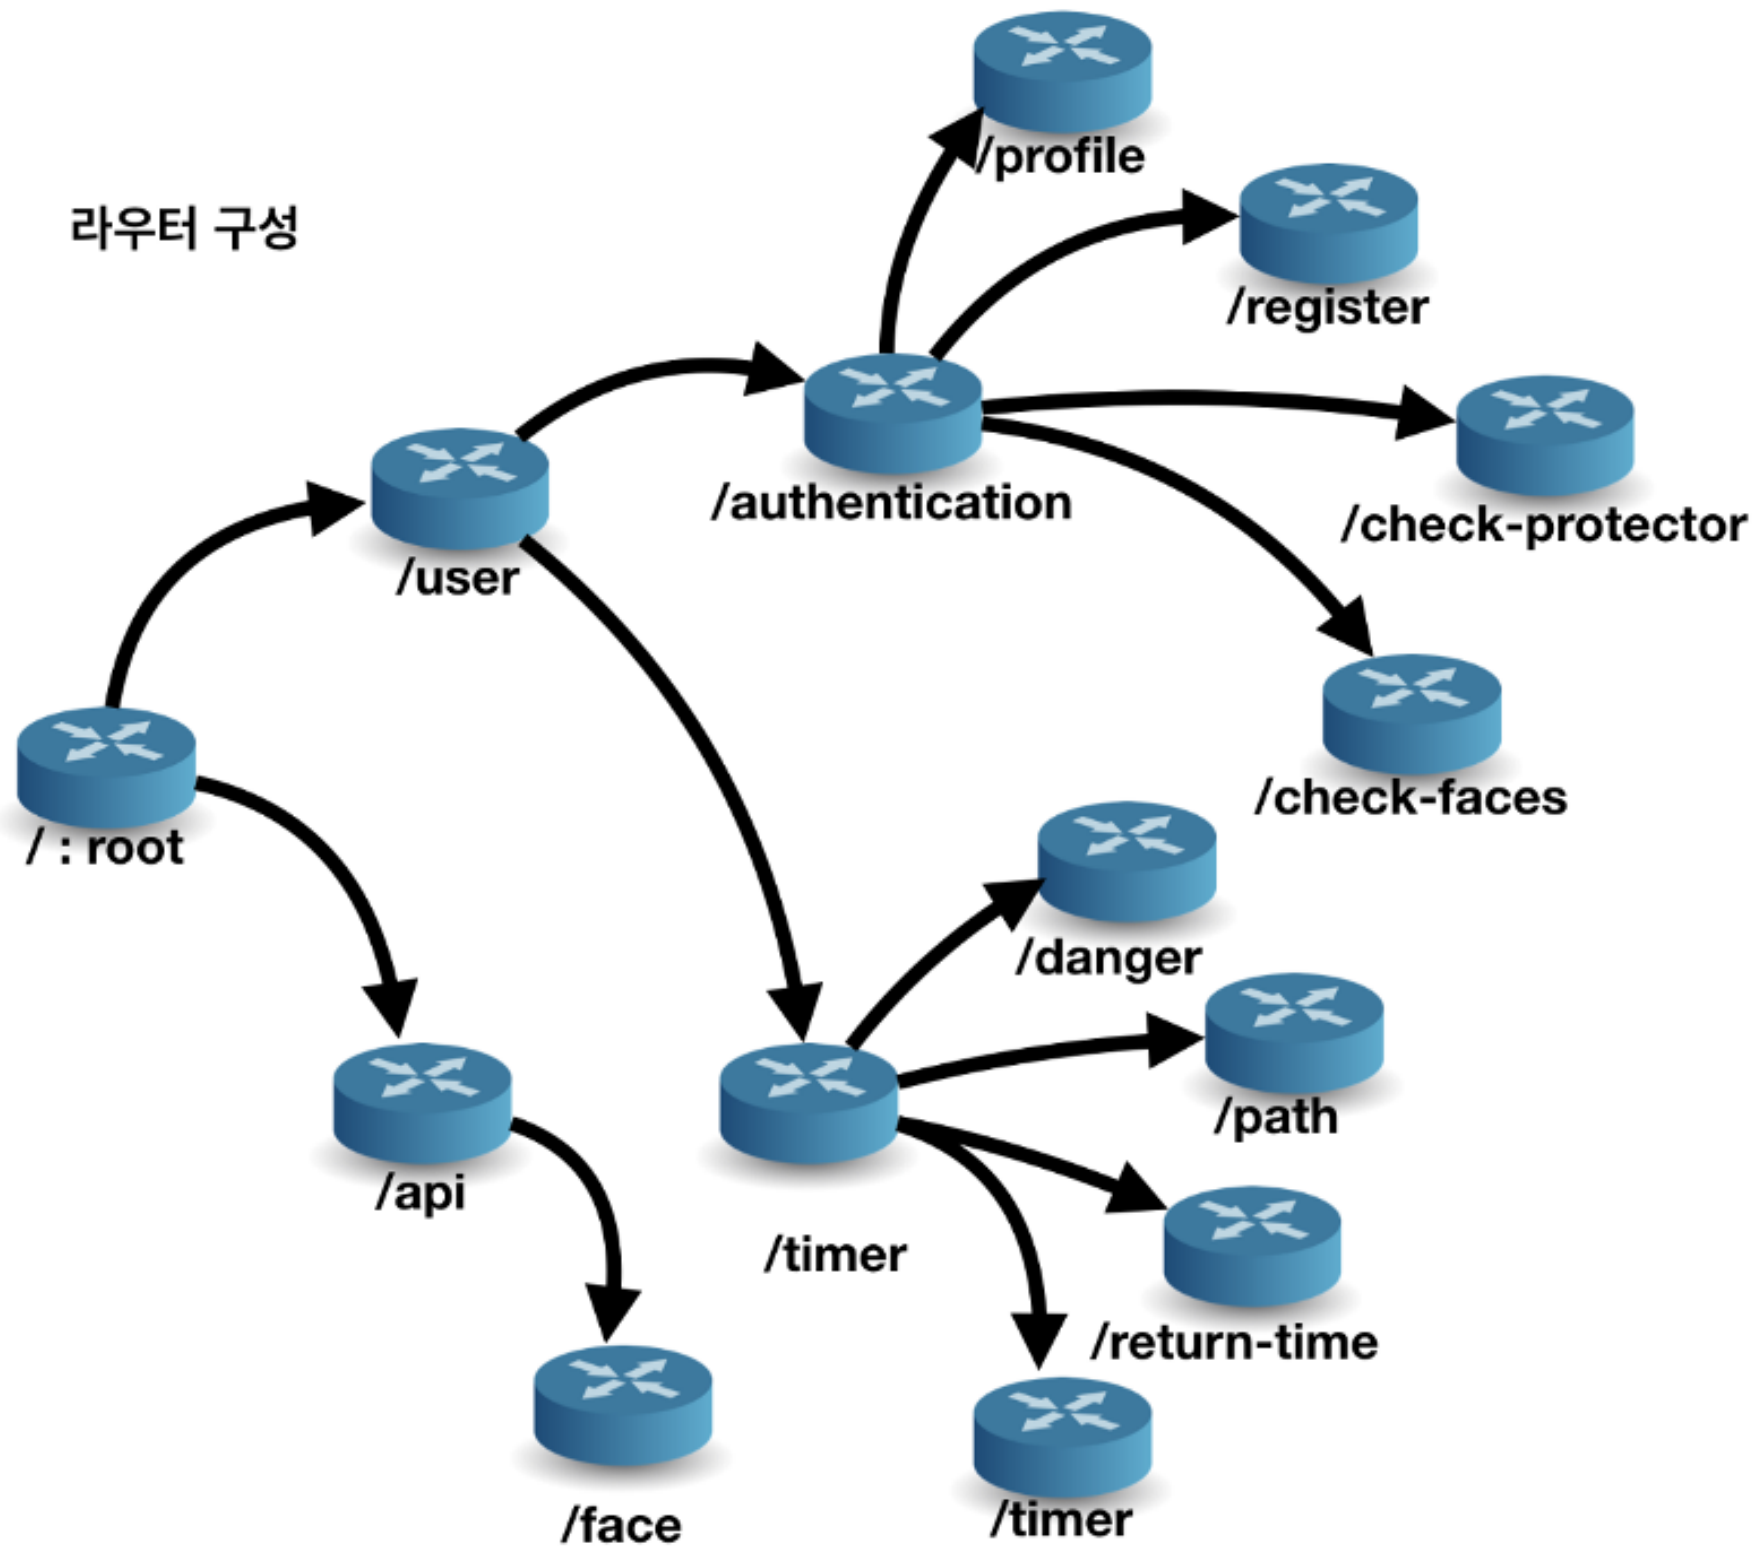 /profile
라우터 구성
/register
/authentication
/check-protector
/user
/check-faces
/ : root
/danger
/path
/api
/timer
/return-time
/face
/timer